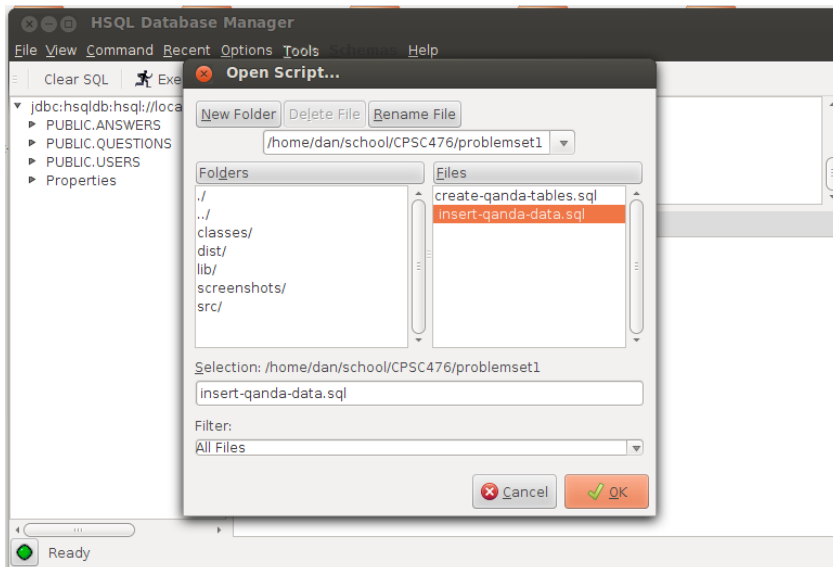 HSQL Database Manager
File View Command Recent Options Tools Schemas Help
Clear SQL Exe
Open Script...
jdbc:hsqldb:hsql://loca
PUBLIC.ANSWERS
PUBLIC.QUESTIONS
PUBLIC.USERS
Properties
New Folder Delete File Rename File
/home/dan/school/CPSC476/problemset1
Folders
./
../
classes/
dist/
lib/
screenshots/
src/
Files
create-qanda-tables.sql
insert-qanda-data.sql
Selection: /home/dan/school/CPSC476/problemset1
insert-qanda-data.sql
Filter:
All Files
Cancel OK
Ready